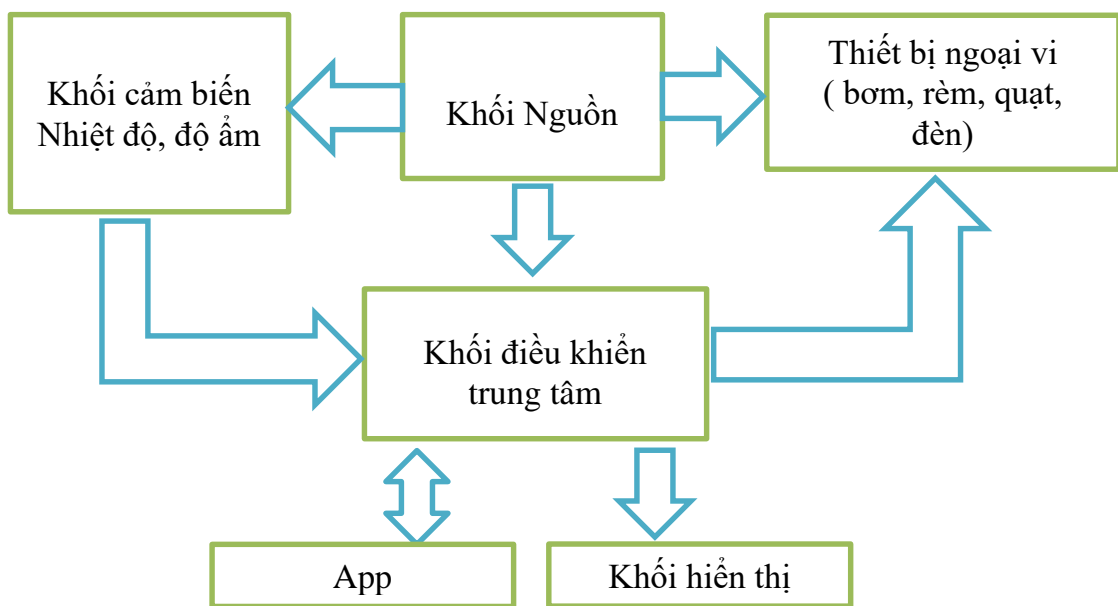 Khối cảm biến
Nhiệt độ, độ ẩm
Khối Nguồn
Thiết bị ngoại vi
( bơm, rèm, quạt,
đèn)
Khối điều khiển
trung tâm
App
Khối hiển thị